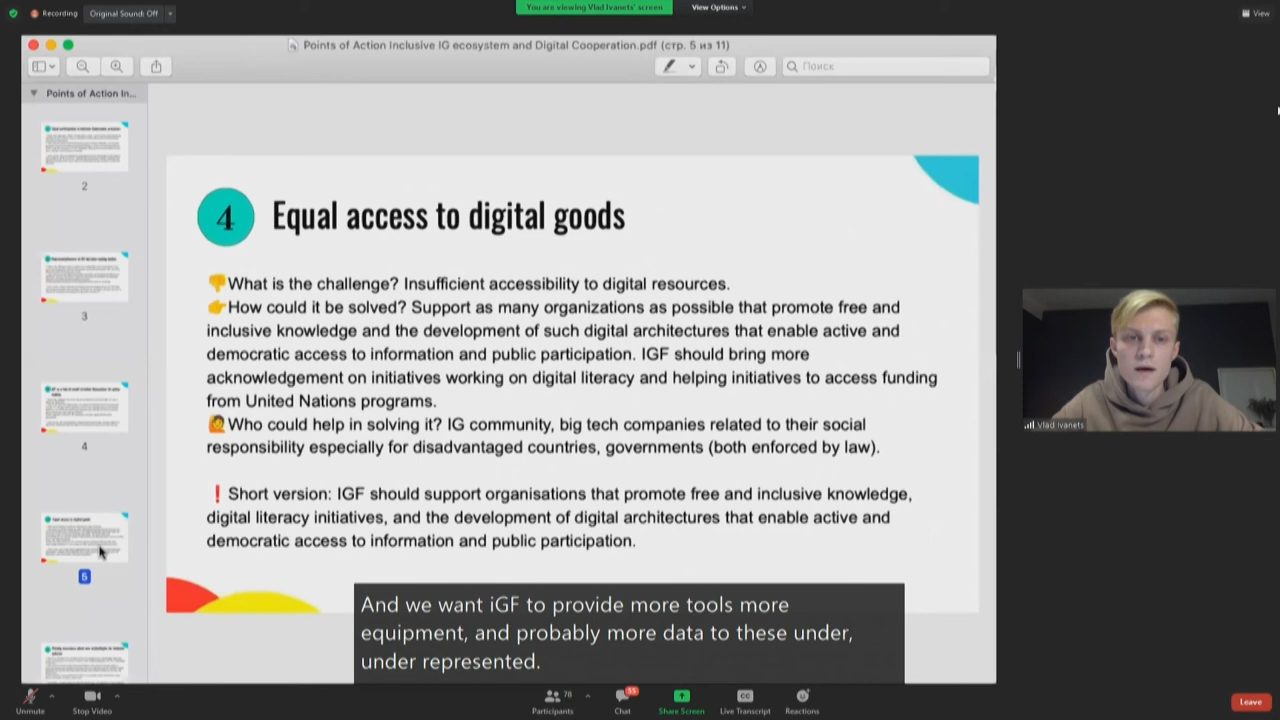 Recording
Original Sound: Off
You are viewing Vlad Ivanets' screen
View Options
View
Points of Action Inclusive IG ecosystem and Digital Cooperation.pdf (стр. 5 из 11)
Поиск
Points of Action In...
2
3
4
5
4
Equal access to digital goods
👎What is the challenge? Insufficient accessibility to digital resources.
👉How could it be solved? Support as many organizations as possible that promote free and
inclusive knowledge and the development of such digital architectures that enable active and
democratic access to information and public participation. IGF should bring more
acknowledgement on initiatives working on digital literacy and helping initiatives to access funding
from United Nations programs.
🙋Who could help in solving it? IG community, big tech companies related to their social
responsibility especially for disadvantaged countries, governments (both enforced by law).
❗Short version: IGF should support organisations that promote free and inclusive knowledge,
digital literacy initiatives, and the development of digital architectures that enable active and
democratic access to information and public participation.
And we want iGF to provide more tools more
equipment, and probably more data to these under,
under represented.
Vlad Ivanets
Unmute
Stop Video
Participants
78
Chat
55
Share Screen
CC
Live Transcript
Reactions
Leave